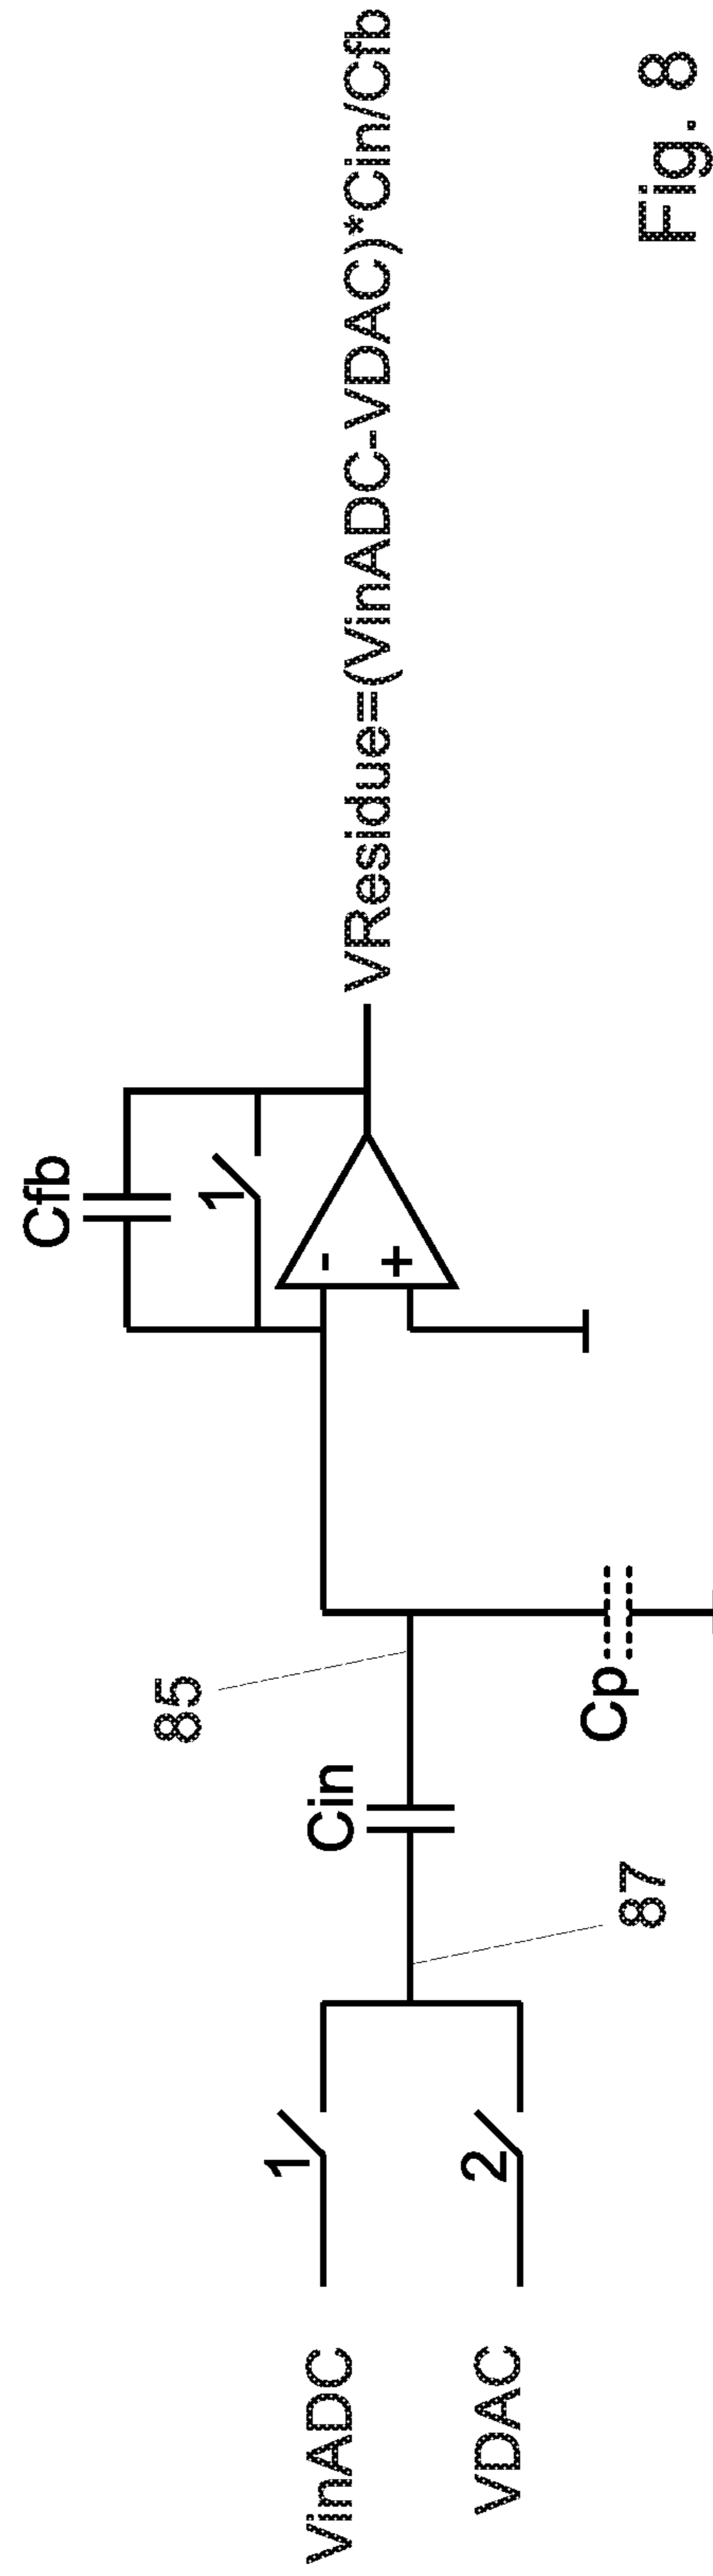 Cfb
1
VResidue=(VinADC-VDAC)*Cin/Cfb
-
+
85
Cin
1
VinADC
87
2
VDAC
Cp
Fig. 8